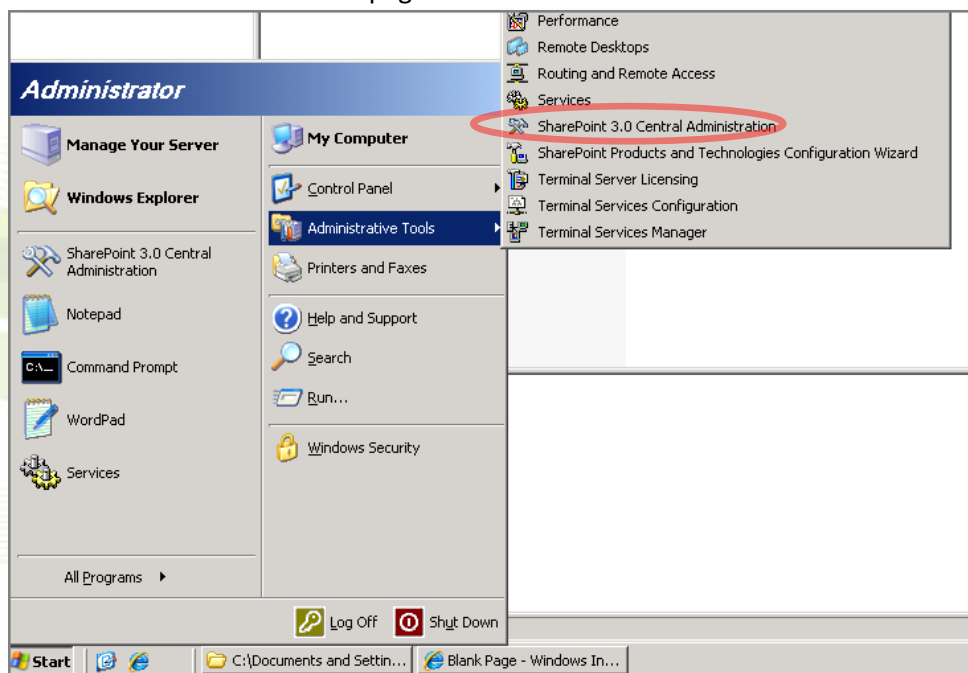 pag
Performance
Remote Desktops
Routing and Remote Access
Services
SharePoint 3.0 Central Administration
SharePoint Products and Technologies Configuration Wizard
Terminal Server Licensing
Terminal Services Configuration
Terminal Services Manager
Administrator
Manage Your Server
Windows Explorer
SharePoint 3.0 Central
Administration
Notepad
C:\_
Command Prompt
WordPad
Services
All Programs
My Computer
Control Panel
Administrative Tools
Printers and Faxes
Help and Support
Search
Run...
Windows Security
Log Off
Shut Down
Start
C:\Documents and Settin...
Blank Page - Windows In...